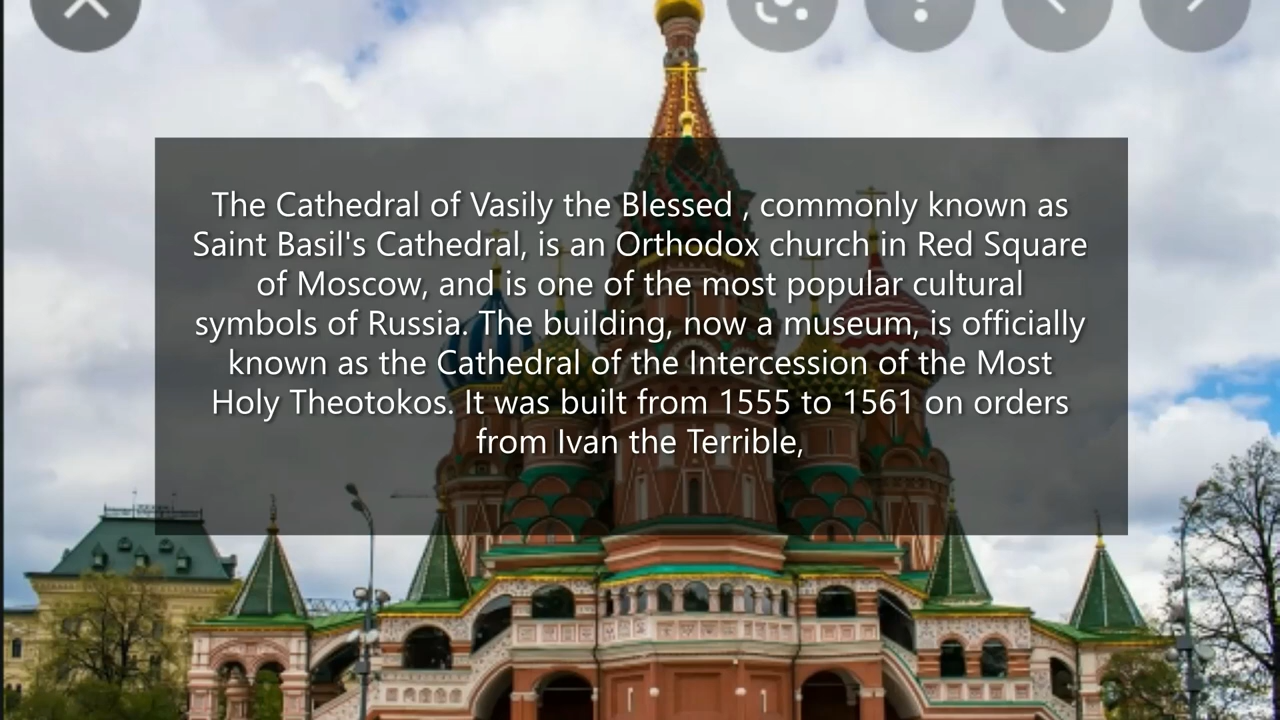 The Cathedral of Vasily the Blessed , commonly known as
Saint Basil's Cathedral, is an Orthodox church in Red Square
of Moscow, and is one of the most popular cultural
symbols of Russia. The building, now a museum, is officially
known as the Cathedral of the Intercession of the Most
Holy Theotokos. It was built from 1555 to 1561 on orders
from Ivan the Terrible,